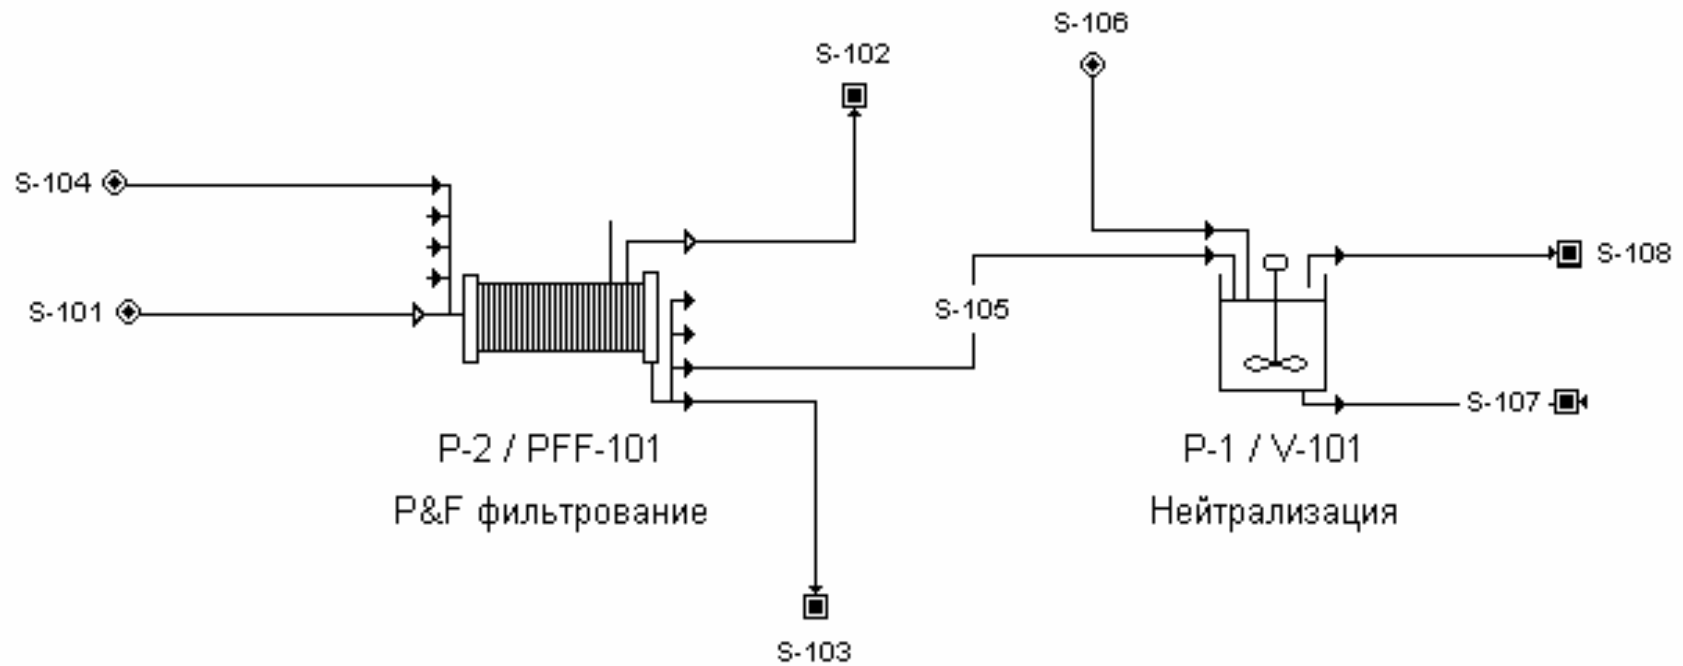 S-106
S-102
S-104
S-108
S-101
S-105
S-107
P-2 / PFF-101
P-1 / V-101
P&F фильтрование
Нейтрализация
S-103